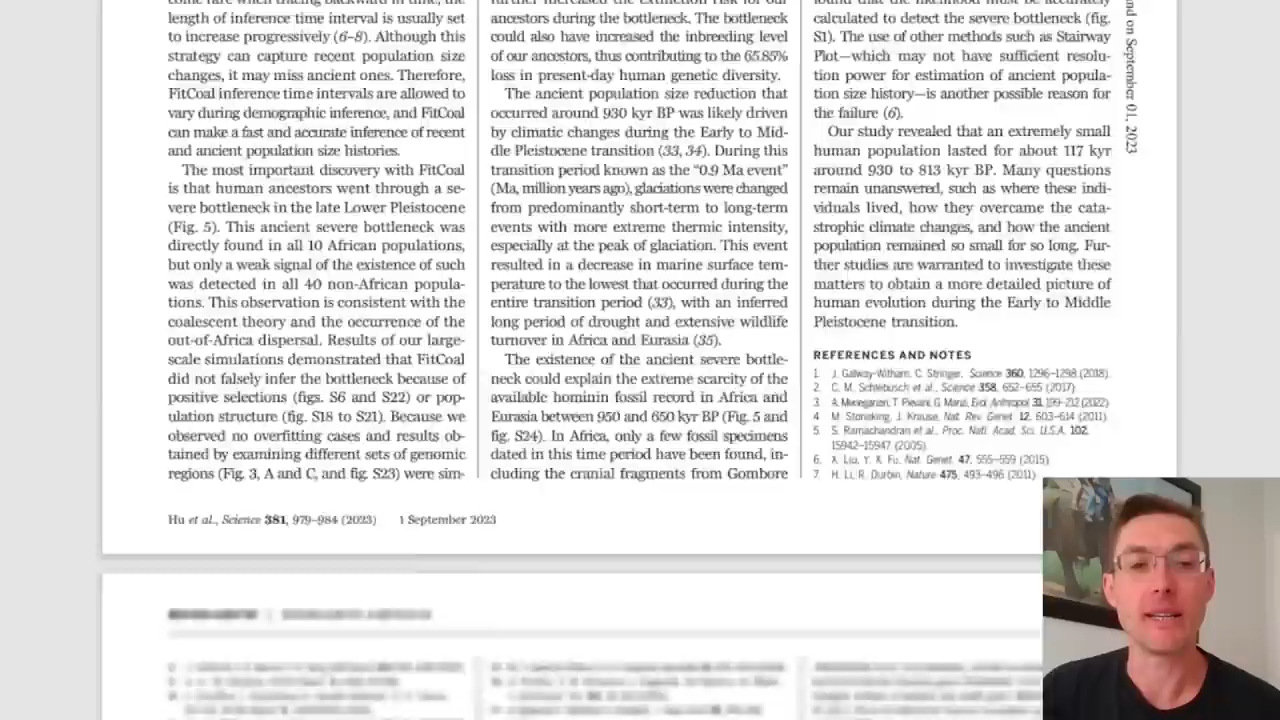 come rare when tracing backward in time, the
length of inference time interval is usually set
to increase progressively (6–8). Although this
strategy can capture recent population size
changes, it may miss ancient ones. Therefore,
FitCoal inference time intervals are allowed to
vary during demographic inference, and FitCoal
can make a fast and accurate inference of recent
and ancient population size histories.
The most important discovery with FitCoal
is that human ancestors went through a se-
vere bottleneck in the late Lower Pleistocene
(Fig. 5). This ancient severe bottleneck was
directly found in all 10 African populations,
but only a weak signal of the existence of such
was detected in all 40 non-African popula-
tions. This observation is consistent with the
coalescent theory and the occurrence of the
out-of-Africa dispersal. Results of our large-
scale simulations demonstrated that FitCoal
did not falsely infer the bottleneck because of
positive selections (figs. S6 and S22) or pop-
ulation structure (fig. S18 to S21). Because we
observed no overfitting cases and results ob-
tained by examining different sets of genomic
regions (Fig. 3, A and C, and fig. S23) were sim-
further increased the extinction risk for our
ancestors during the bottleneck. The bottleneck
could also have increased the inbreeding level
of our ancestors, thus contributing to the 65.85%
loss in present-day human genetic diversity.
The ancient population size reduction that
occurred around 930 kyr BP was likely driven
by climatic changes during the Early to Mid-
dle Pleistocene transition (33, 34). During this
transition period known as the “0.9 Ma event”
(Ma, million years ago), glaciations were changed
from predominantly short-term to long-term
events with more extreme thermic intensity,
especially at the peak of glaciation. This event
resulted in a decrease in marine surface tem-
perature to the lowest that occurred during the
entire transition period (33), with an inferred
long period of drought and extensive wildlife
turnover in Africa and Eurasia (35).
The existence of the ancient severe bottle-
neck could explain the extreme scarcity of the
available hominin fossil record in Africa and
Eurasia between 950 and 650 kyr BP (Fig. 5 and
fig. S24). In Africa, only a few fossil specimens
dated in this time period have been found, in-
cluding the cranial fragments from Gombore
found that the likelihood must be accurately
calculated to detect the severe bottleneck (fig.
S1). The use of other methods such as Stairway
Plot—which may not have sufficient resolu-
tion power for estimation of ancient popula-
tion size history—is another possible reason for
the failure (6).
Our study revealed that an extremely small
human population lasted for about 117 kyr
around 930 to 813 kyr BP. Many questions
remain unanswered, such as where these indi-
viduals lived, how they overcame the cata-
strophic climate changes, and how the ancient
population remained so small for so long. Fur-
ther studies are warranted to investigate these
matters to obtain a more detailed picture of
human evolution during the Early to Middle
Pleistocene transition.
REFERENCES AND NOTES
1. J. Galway-Witham, C. Stringer, Science 360, 1296–1298 (2018).
2. C. M. Schlebusch et al., Science 358, 652–655 (2017).
3. A. Meneganzin, T. Pievani, G. Manzi, Evol. Anthropol. 31, 199–212 (2022).
4. M. Stoneking, J. Krause, Nat. Rev. Genet. 12, 603–614 (2011).
5. S. Ramachandran et al., Proc. Natl. Acad. Sci. U.S.A. 102,
15942–15947 (2005).
6. X. Liu, Y. X. Fu, Nat. Genet. 47, 555–559 (2015).
7. H. Li, R. Durbin, Nature 475, 493–496 (2011).
and on September 01, 2023
Hu et al., Science 381, 979–984 (2023) 1 September 2023